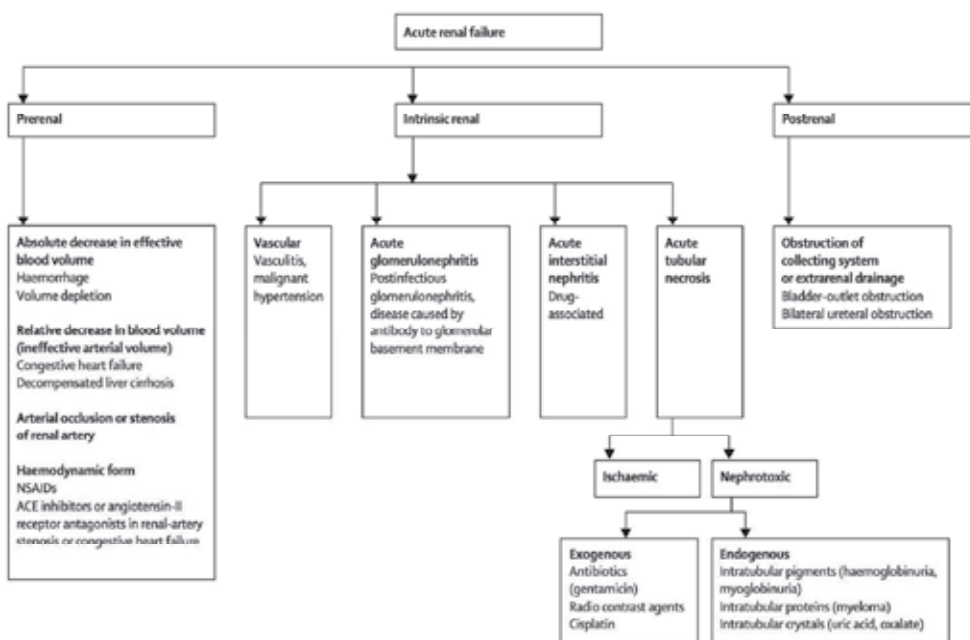 Acute renal failure
Prerenal
Intrinsic renal
Postrenal
Absolute decrease in effective
blood volume
Haemorrhage
Volume depletion
Relative decrease in blood volume
(ineffective arterial volume)
Congestive heart failure
Decompensated liver cirrhosis
Arterial occlusion or stenosis
of renal artery
Haemodynamic form
NSAIDs
ACE inhibitors or angiotensin-II
receptor antagonists in renal-artery
stenosis or congestive heart failure
Vascular
Vasculitis,
malignant
hypertension
Acute
glomerulonephritis
Postinfectious
glomerulonephritis,
disease caused by
antibody to glomerular
basement membrane
Acute
interstitial
nephritis
Drug-
associated
Acute
tubular
necrosis
Obstruction of
collecting system
or extrarenal drainage
Bladder-outlet obstruction
Bilateral ureteral obstruction
Ischaemic
Nephrotoxic
Exogenous
Antibiotics
(gentamicin)
Radio contrast agents
Cisplatin
Endogenous
Intratubular pigments (haemoglobinuria,
myoglobinuria)
Intratubular proteins (myeloma)
Intratubular crystals (uric acid, oxalate)